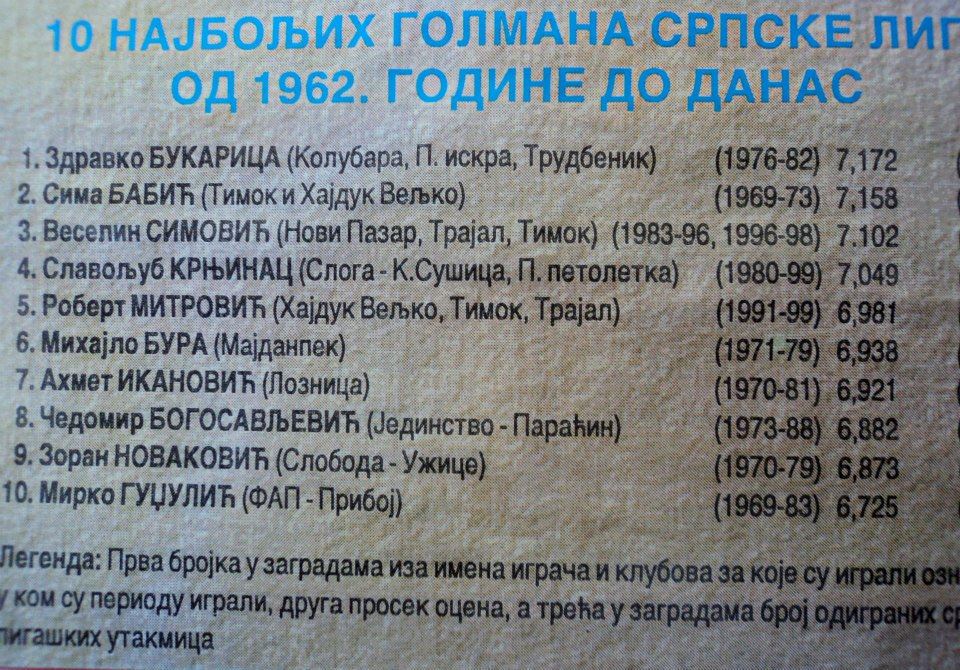 10 НАЈБОЉИХ ГОЛМАНА СРПСКЕ ЛИГ
ОД 1962. ГОДИНЕ ДО ДАНАС
1. Здравко БУКАРИЦА (Колубара, П. искра, Трудбеник) (1976-82) 7,172
2. Сима БАБИЋ (Тимок и Хајдук Вељко) (1969-73) 7,158
3. Веселин СИМОВИЋ (Нови Пазар, Трајал, Тимок) (1983-96, 1996-98) 7.102
4. Славољуб КРЊИНАЦ (Слога - К.Сушица, П. петолетка) (1980-99) 7,049
5. Роберт МИТРОВИЋ (Хајдук Вељко, Тимок, Трајал) (1991-99) 6,981
6. Михајло БУРА (Мајданпек) (1971-79) 6,938
7. Ахмет ИКАНОВИЋ (Лозница) (1970-81) 6,921
8. Чедомир БОГОСАВЉЕВИЋ (Јединство - Параћин) (1973-88) 6,882
9. Зоран НОВАКОВИЋ (Слобода - Ужице) (1970-79) 6,873
10. Мирко ГУЏУЛИЋ (ФАП - Прибој) (1969-83) 6,725
Легенда: Прва бројка у заградама иза имена играча и клубова за које су играли озн
у ком су периоду играли, друга просек оцена, а трећа у заградама број одиграних ср
лигашких утакмица